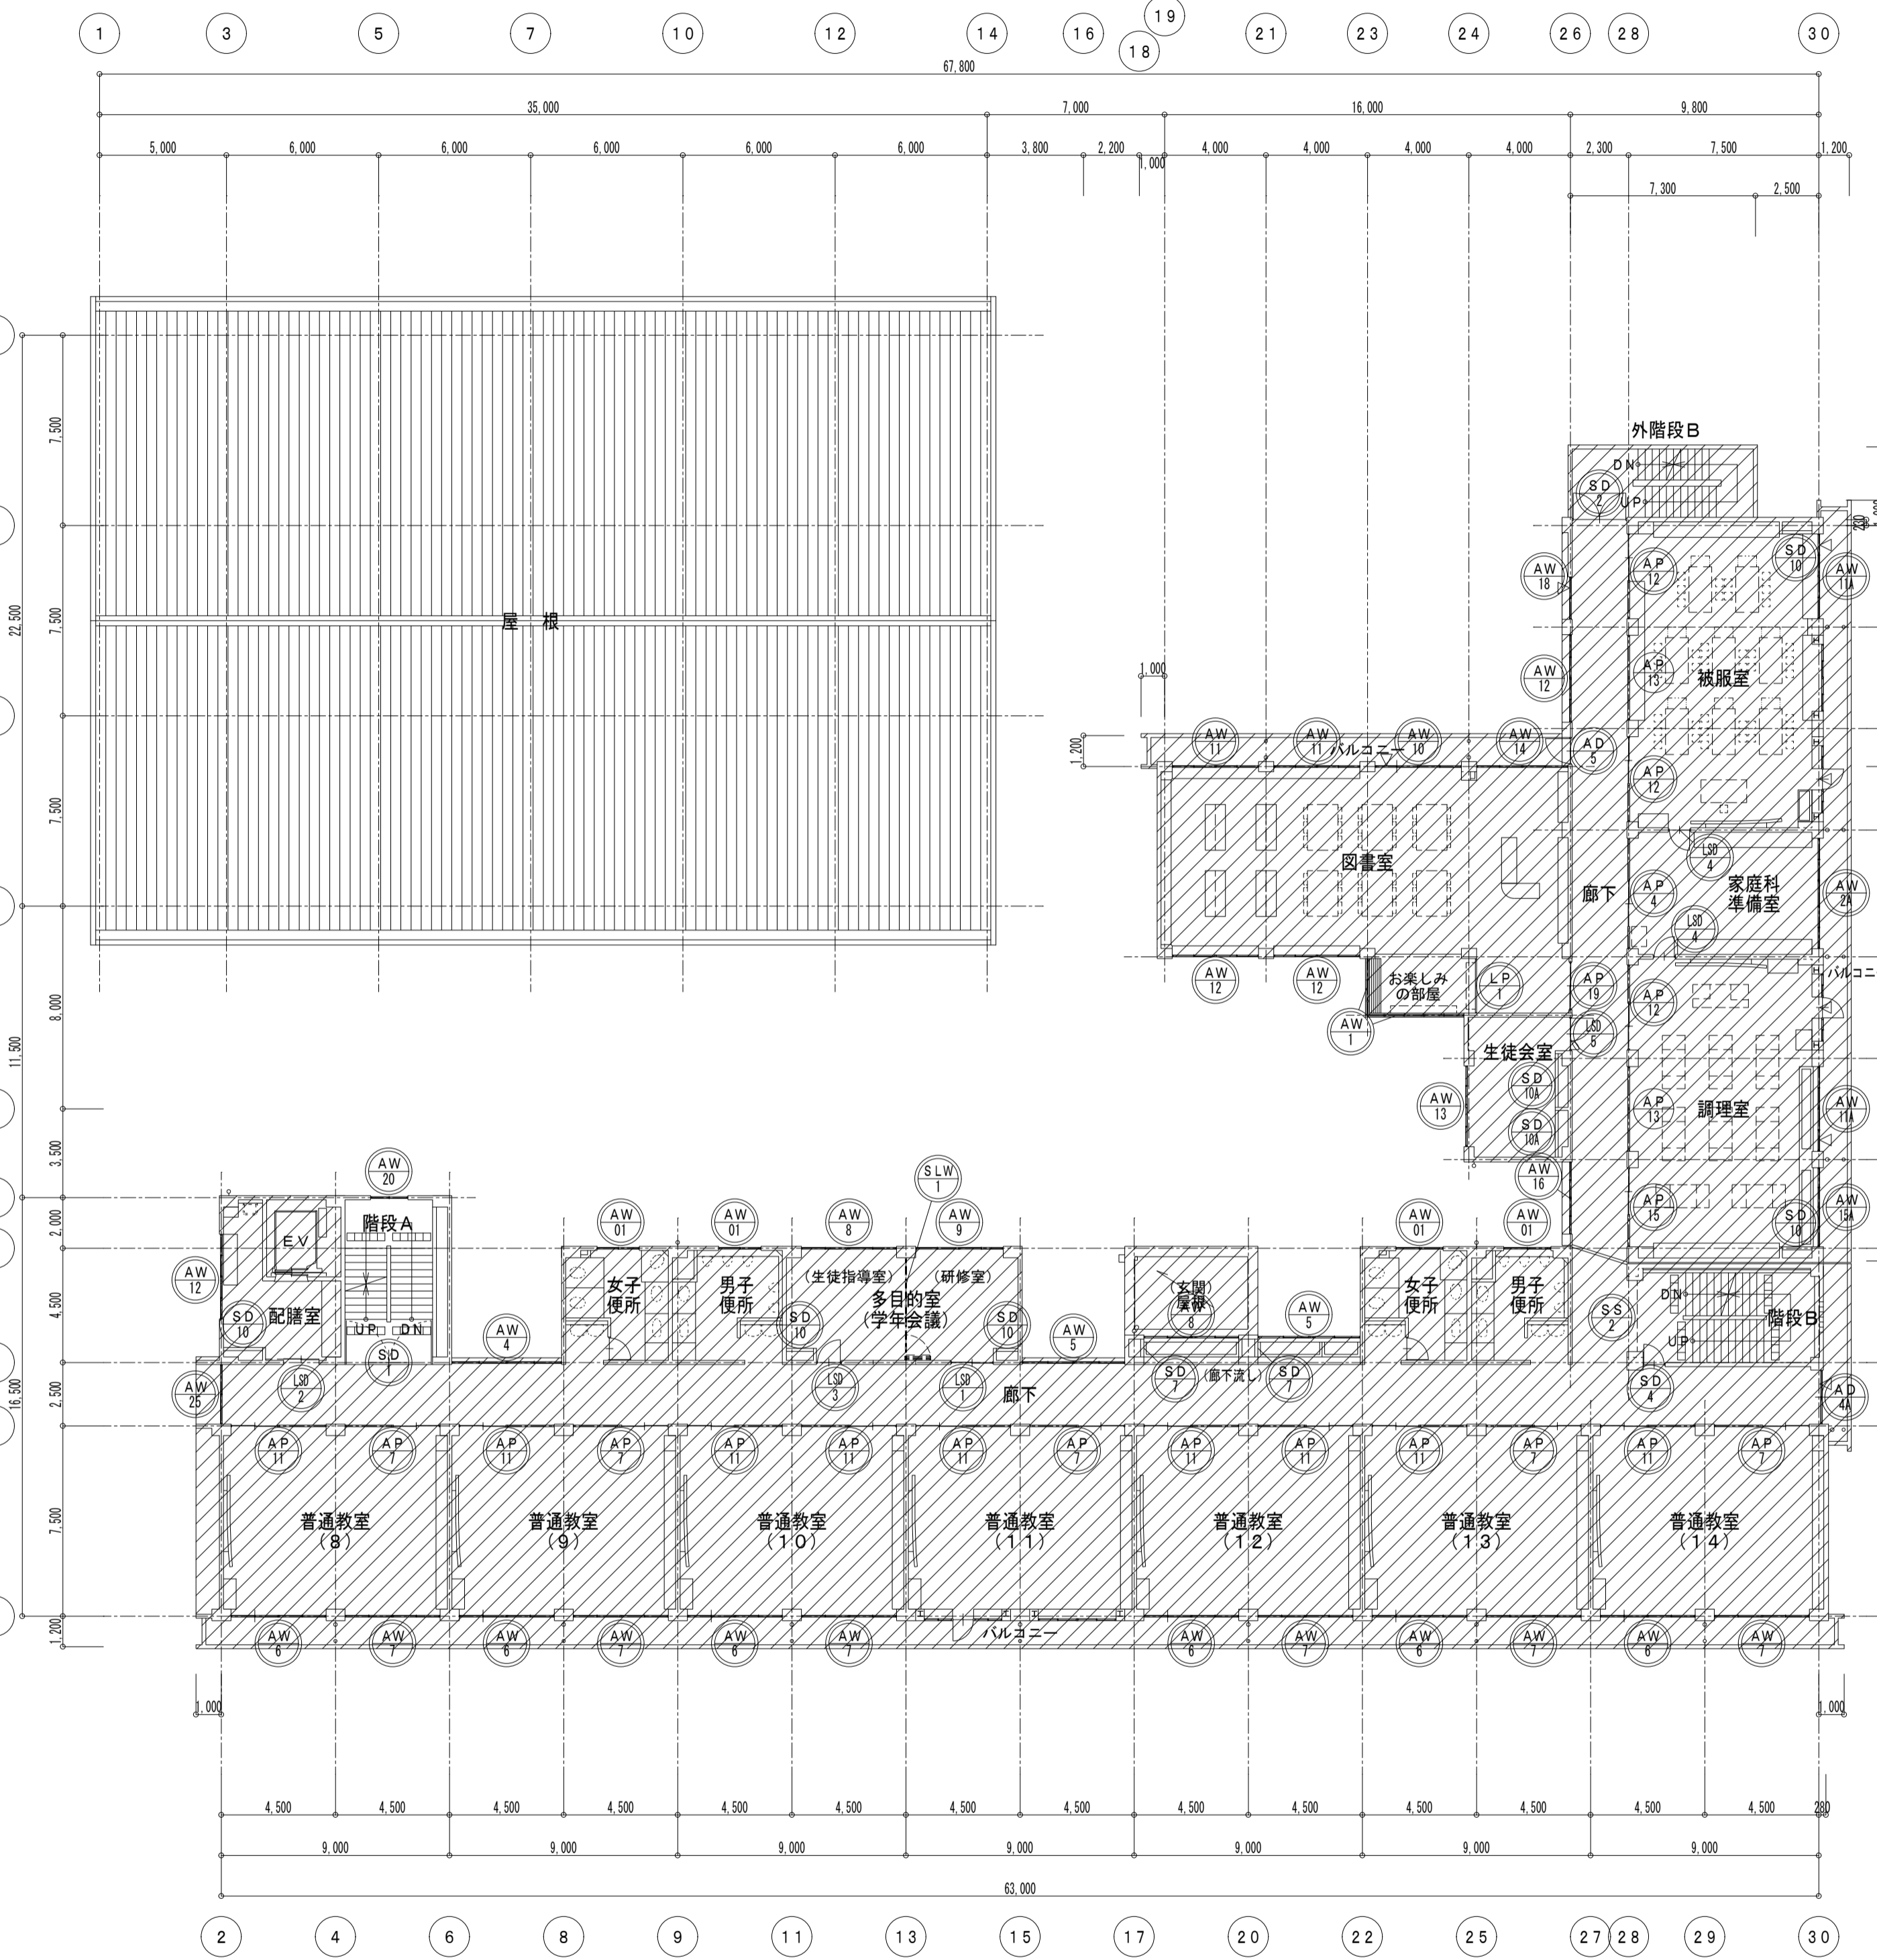 19
1 3 5 7 10 12 14 16 18 21 23 24 26 28 30
67,800
35,000 7,000 16,000 9,800
5,000 6,000 6,000 6,000 6,000 6,000 3,800 2,200 1,000 4,000 4,000 4,000 4,000 2,300 7,500 1,200
7,300 2,500
外階段B
DN
SD 2
UP
230
7,500
22,500
7,500
7,500
8,000
11,500
3,500
2,000
4,500
16,500
2,500
7,500
1,200
屋 根
AW 18
AP 12
SD 10
AW 11A
AW 12
AP 13
被服室
1,000
1,200
AW 11
AW 11
バルコニー
AW 10
AW 14
AD 5
AP 12
図書室
廊下
LSD 4
AP 4
家庭科
準備室
AW 2A
LSD 4
AW 12
AW 12
お楽しみ
の部屋
LP 1
AP 19
AP 12
バルコニ
AW 1
LSD 5
生徒会室
SD 10A
AW 13
SD 10A
AP 13
調理室
AW 11A
AW 16
AP 15
SD 10
AW 15A
AW 20
SLW 1
階段A
EV
AW 01
AW 01
AW 8
AW 9
AW 01
AW 01
AW 12
配膳室
SD 10
UP
DN
SD 1
AW 4
女子
便所
男子
便所
(生徒指導室)
(研修室)
多目的室
(学年会議)
SD 10
SD 10
AW 5
(玄関)
屋根
AW 8
AW 5
女子
便所
男子
便所
SS 2
DN
階段B
UP
AW 25
LSD 2
LSD 3
LSD 1
廊下
SD 7
(廊下流し)
SD 7
SD 4
AD 4A
AP 11
AP 7
AP 11
AP 7
AP 11
AP 11
AP 11
AP 7
AP 11
AP 11
AP 11
AP 7
AP 11
AP 7
普通教室
(8)
普通教室
(9)
普通教室
(10)
普通教室
(11)
普通教室
(12)
普通教室
(13)
普通教室
(14)
AW 6
AW 7
AW 6
AW 7
AW 6
AW 7
バルコニー
AW 6
AW 7
AW 6
AW 7
AW 6
AW 7
1,000 1,000
4,500 4,500 4,500 4,500 4,500 4,500 4,500 4,500 4,500 4,500 4,500 4,500 4,500 4,500 280
9,000 9,000 9,000 9,000 9,000 9,000 9,000
63,000
2 4 6 8 9 11 13 15 17 20 22 25 27 28 29 30